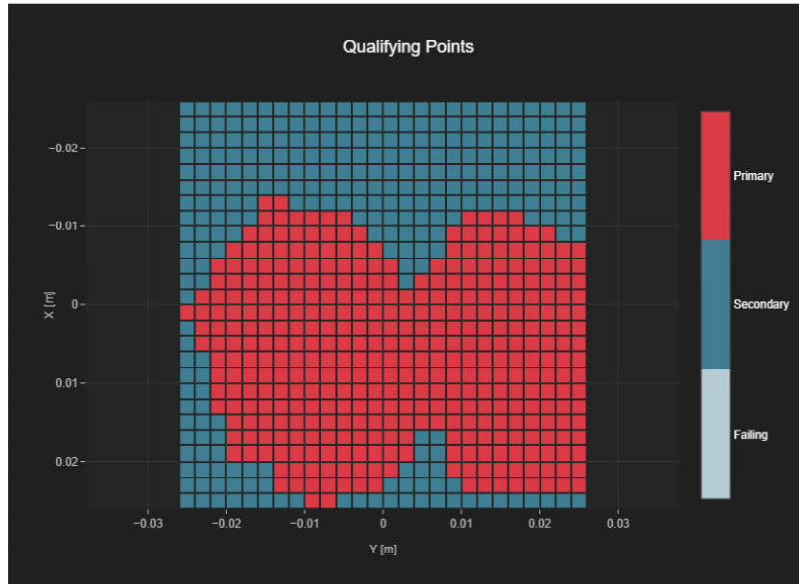 Qualifying Points
−0.02
−0.01
0
0.01
0.02
X [m]
−0.03
−0.02
−0.01
0
0.01
0.02
0.03
Y [m]
Primary
Secondary
Failing